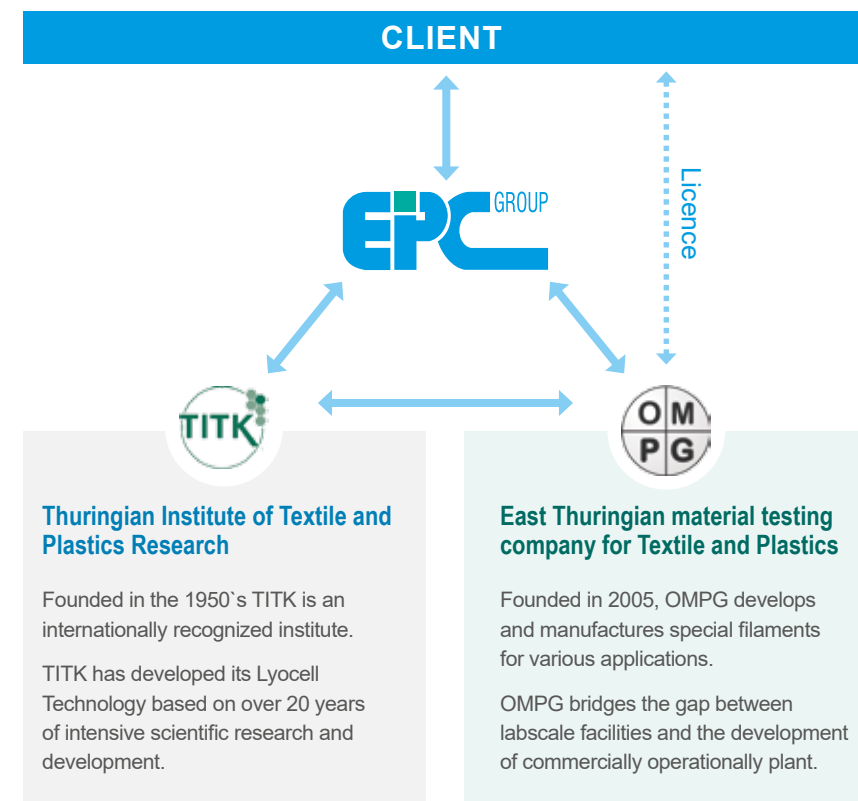 CLIENT
Licence
EPC GROUP
TITK
OM
PG
Thuringian Institute of Textile and
Plastics Research
Founded in the 1950`s TITK is an
internationally recognized institute.
TITK has developed its Lyocell
Technology based on over 20 years
of intensive scientific research and
development.
East Thuringian material testing
company for Textile and Plastics
Founded in 2005, OMPG develops
and manufactures special filaments
for various applications.
OMPG bridges the gap between
labscale facilities and the development
of commercially operationally plant.